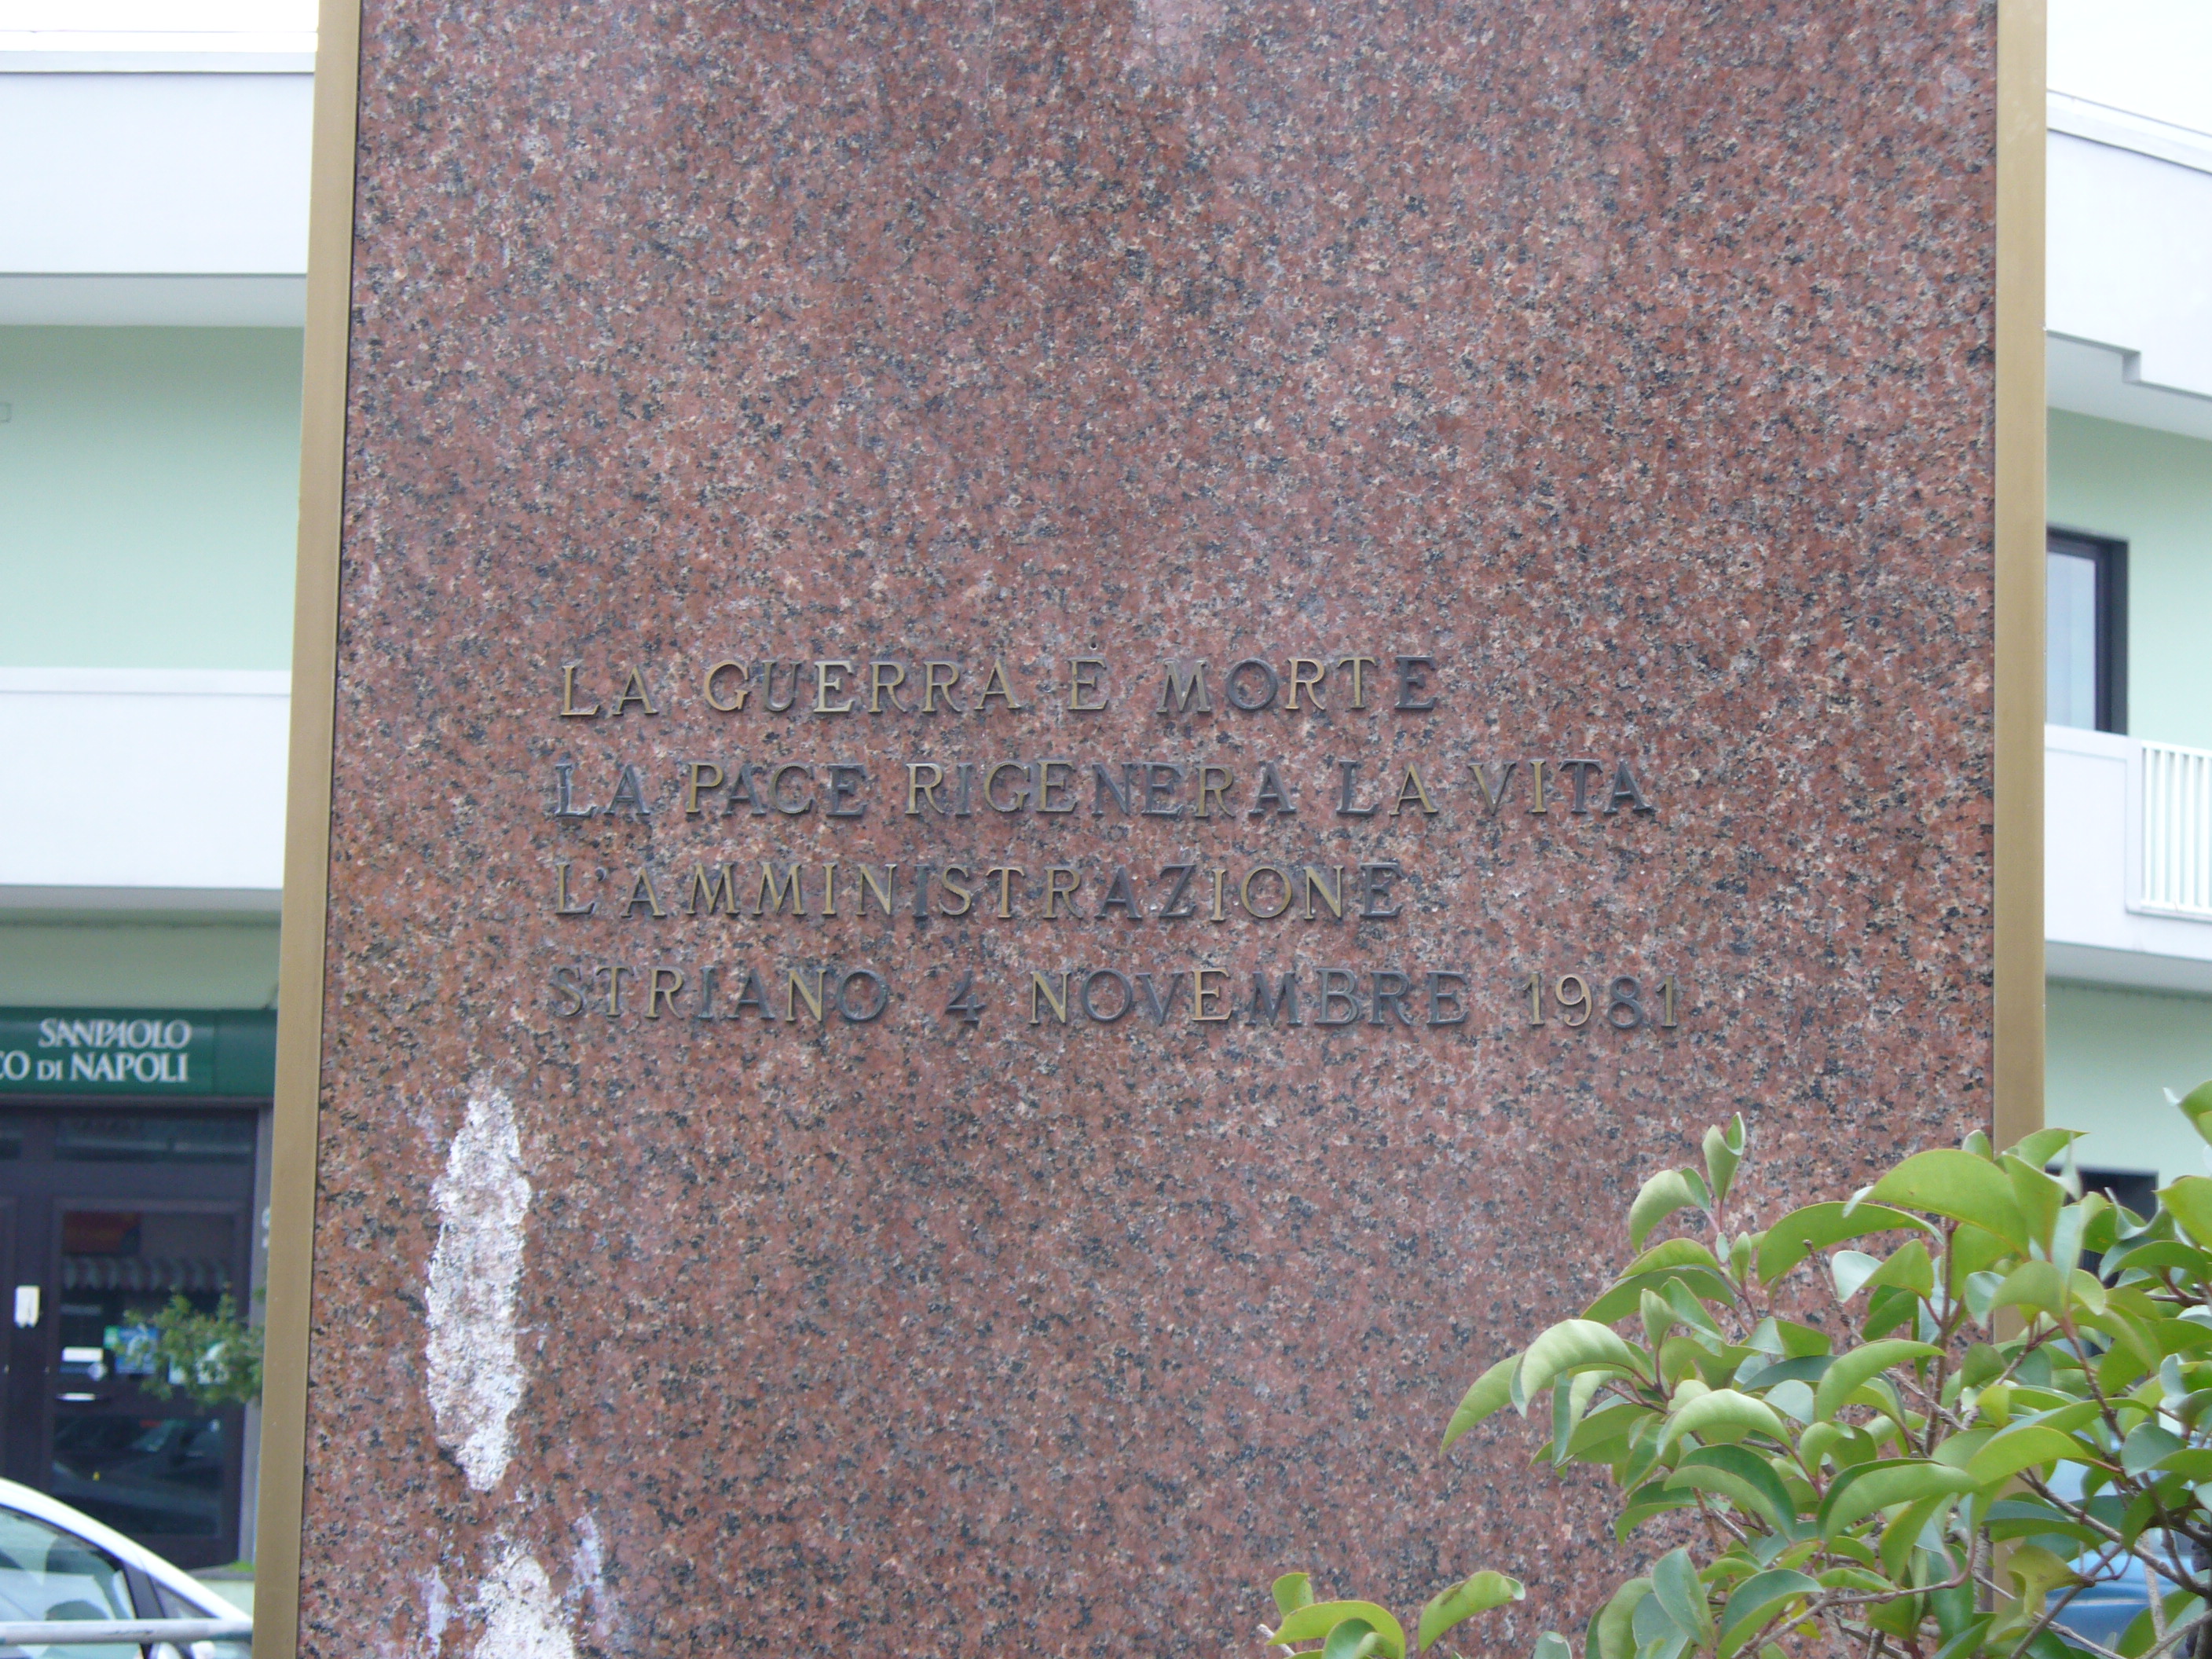 LA GUERRA È MORTE
LA PACE RIGENERA LA VITA
L'AMMINISTRAZIONE
STRIANO 4 NOVEMBRE 1981
SANPAOLO
CO DI NAPOLI